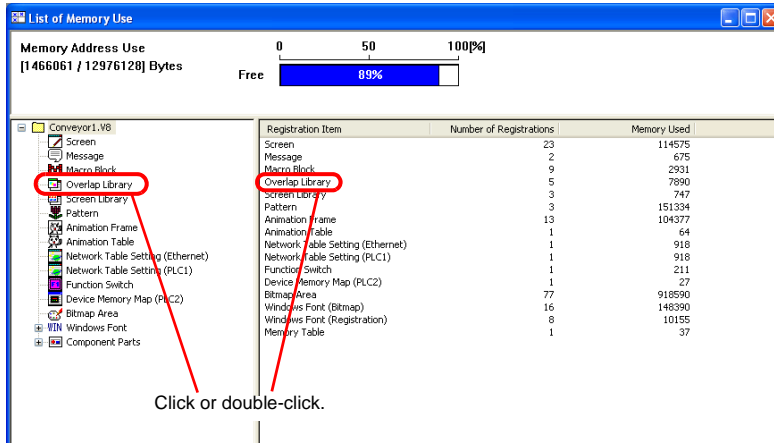 List of Memory Use
Memory Address Use
[1466061 / 12976128] Bytes
0 50 100[%]
Free 89%
Conveyor1.V8
Screen
Message
Macro Block
Overlap Library
Screen Library
Pattern
Animation Frame
Animation Table
Network Table Setting (Ethernet)
Network Table Setting (PLC1)
Function Switch
Device Memory Map (PLC2)
Bitmap Area
WIN Windows Font
Component Parts
Registration Item Number of Registrations Memory Used
Screen 23 114575
Message 2 675
Macro Block 9 2931
Overlap Library 5 7890
Screen Library 3 747
Pattern 3 151334
Animation Frame 13 104377
Animation Table 1 64
Network Table Setting (Ethernet) 1 918
Network Table Setting (PLC1) 1 918
Function Switch 1 211
Device Memory Map (PLC2) 1 27
Bitmap Area 77 918590
Windows Font (Bitmap) 16 148390
Windows Font (Registration) 8 10155
Memory Table 1 37
Click or double-click.